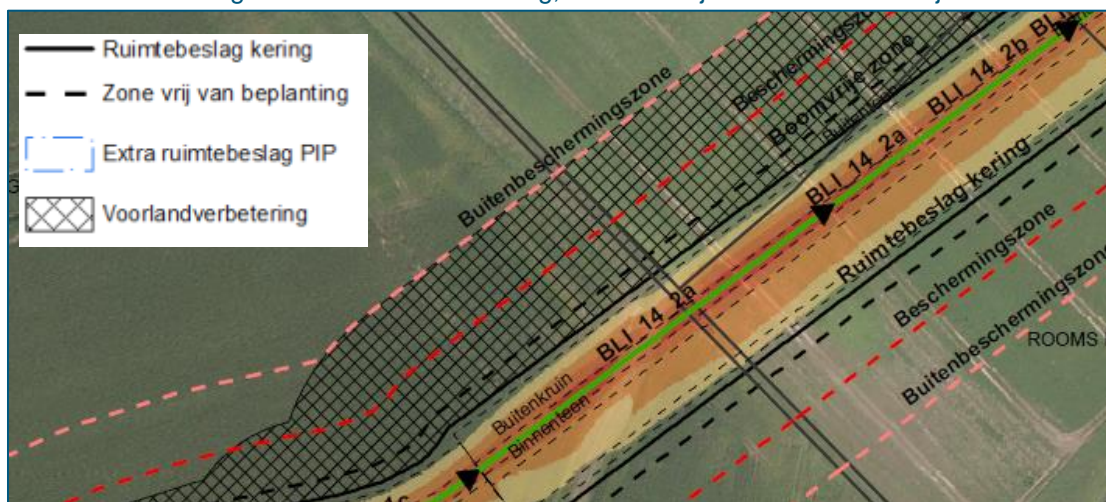 Ruimtebeslag kering
Zone vrij van beplanting
Extra ruimtebeslag PIP
Voorlandverbetering
Buitenbeschermingszone
Beschermingszone
Boomvrije zone
Buitenteen
BLI_14_2b
BLI_14_2a
BLI_14_2a
Buitenkruin
Binnenteen
Ruimtebeslag kering
Beschermingszone
Buitenbeschermingszone
ROOMS